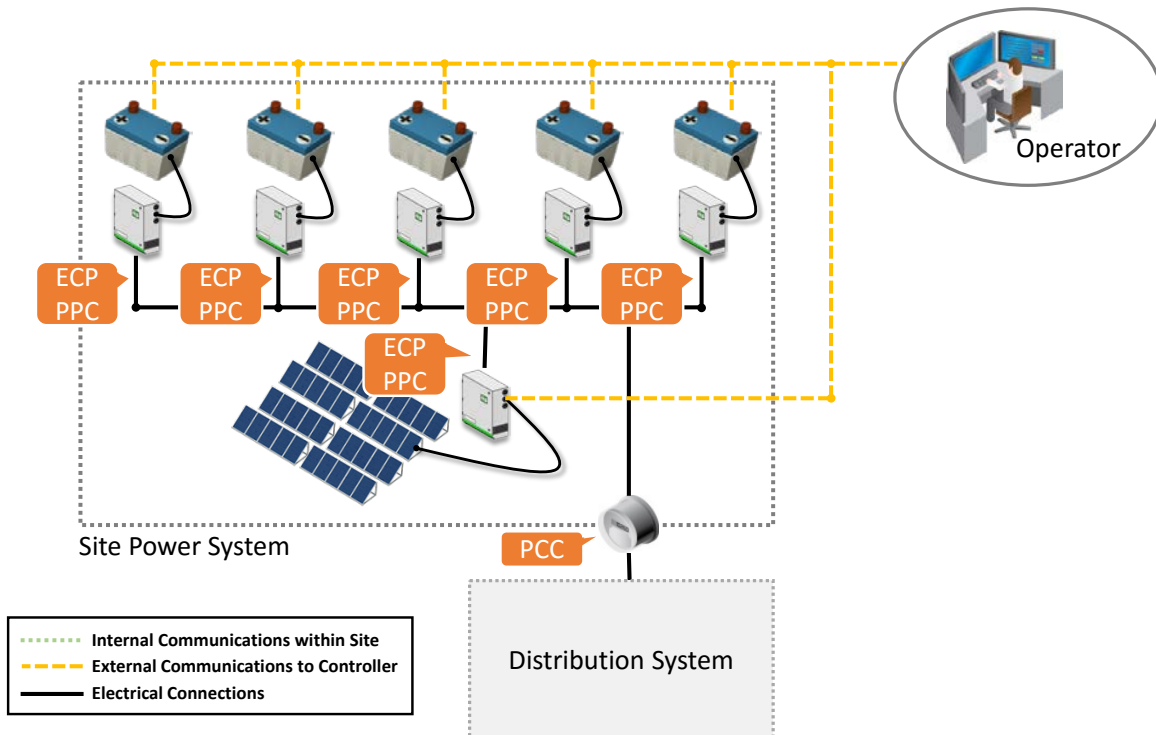 Operator
ECP
PPC
ECP
PPC
ECP
PPC
ECP
PPC
ECP
PPC
ECP
PPC
Site Power System
PCC
Internal Communications within Site
External Communications to Controller
Electrical Connections
Distribution System